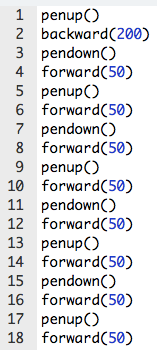 1 penup()
2 backward(200)
3 pendown()
4 forward(50)
5 penup()
6 forward(50)
7 pendown()
8 forward(50)
9 penup()
10 forward(50)
11 pendown()
12 forward(50)
13 penup()
14 forward(50)
15 pendown()
16 forward(50)
17 penup()
18 forward(50)